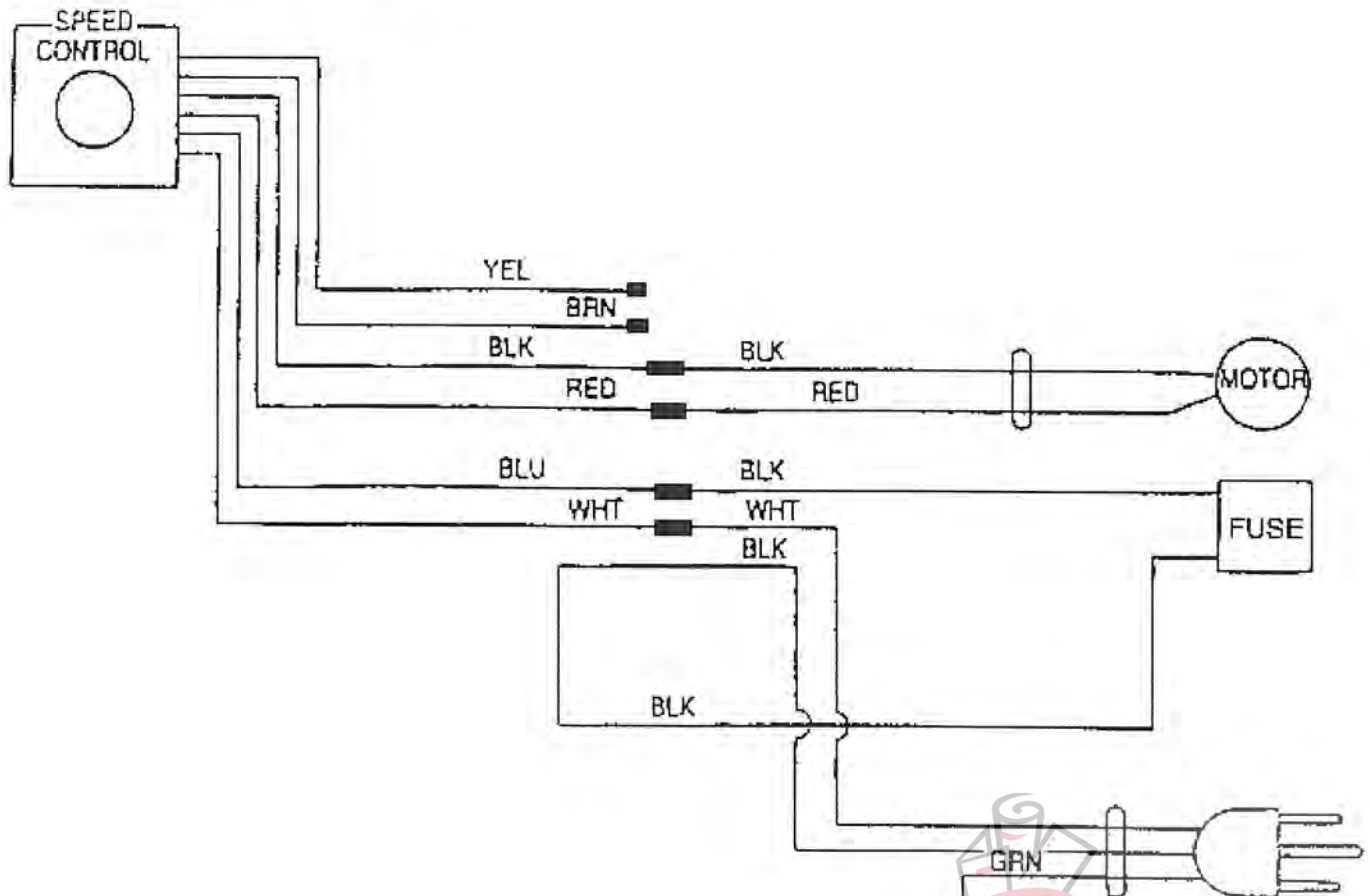 SPEED
CONTROL
YEL
BRN
BLK BLK
RED RED
MOTOR
BLU BLK
WHT WHT
FUSE
BLK
BLK
GRN